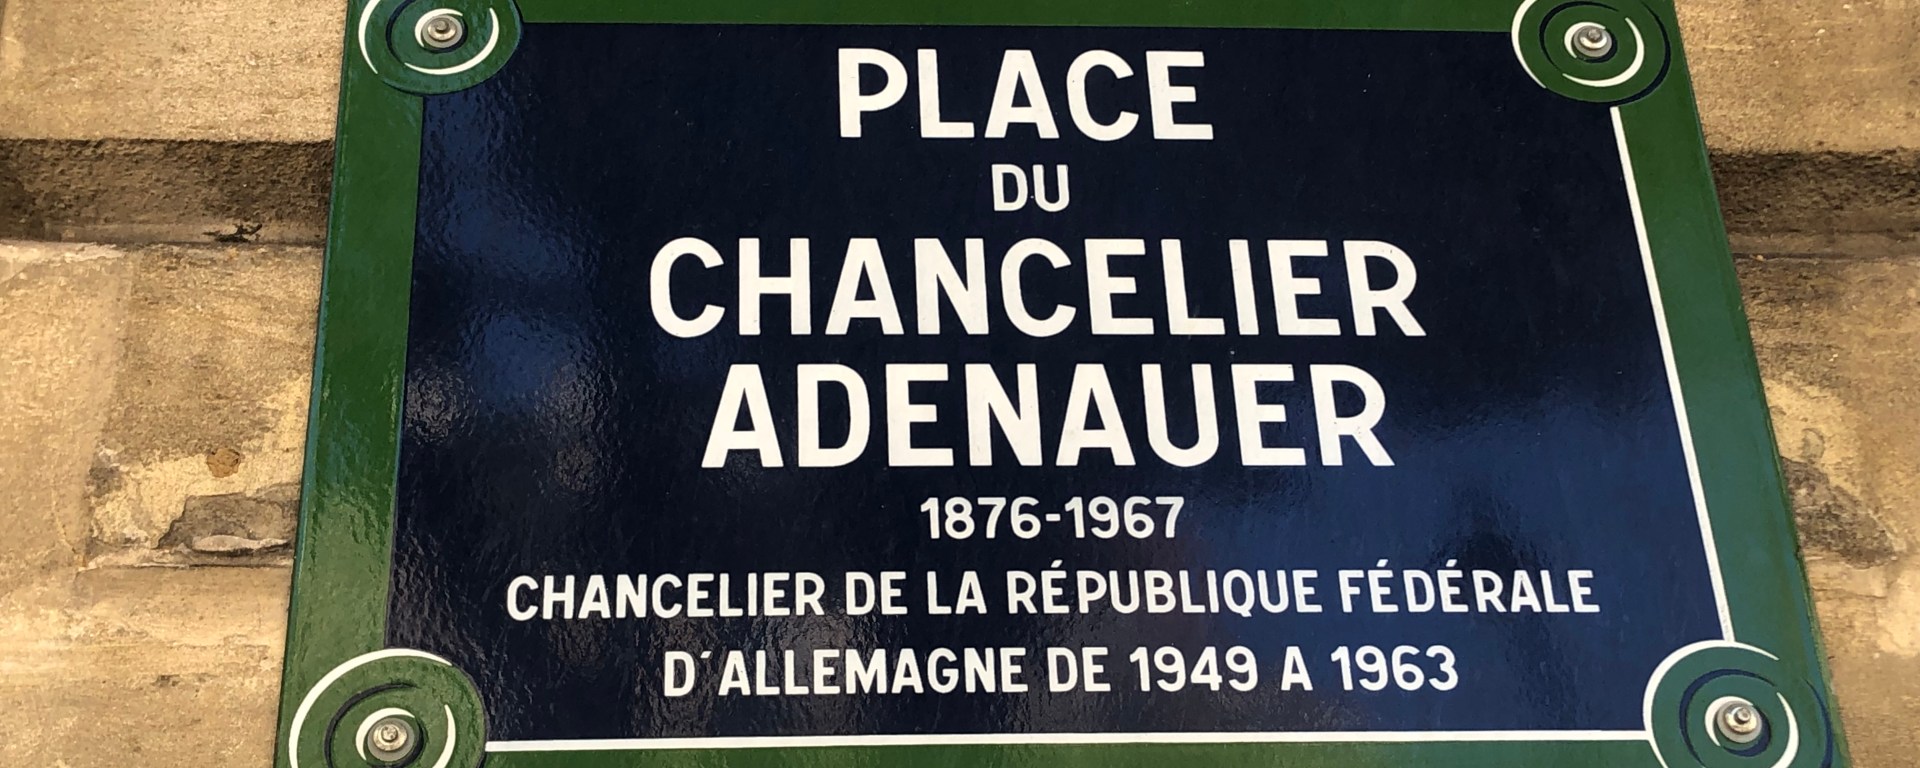 PLACE
DU
CHANCELIER
ADENAUER
1876-1967
CHANCELIER DE LA RÉPUBLIQUE FÉDÉRALE
D'ALLEMAGNE DE 1949 A 1963